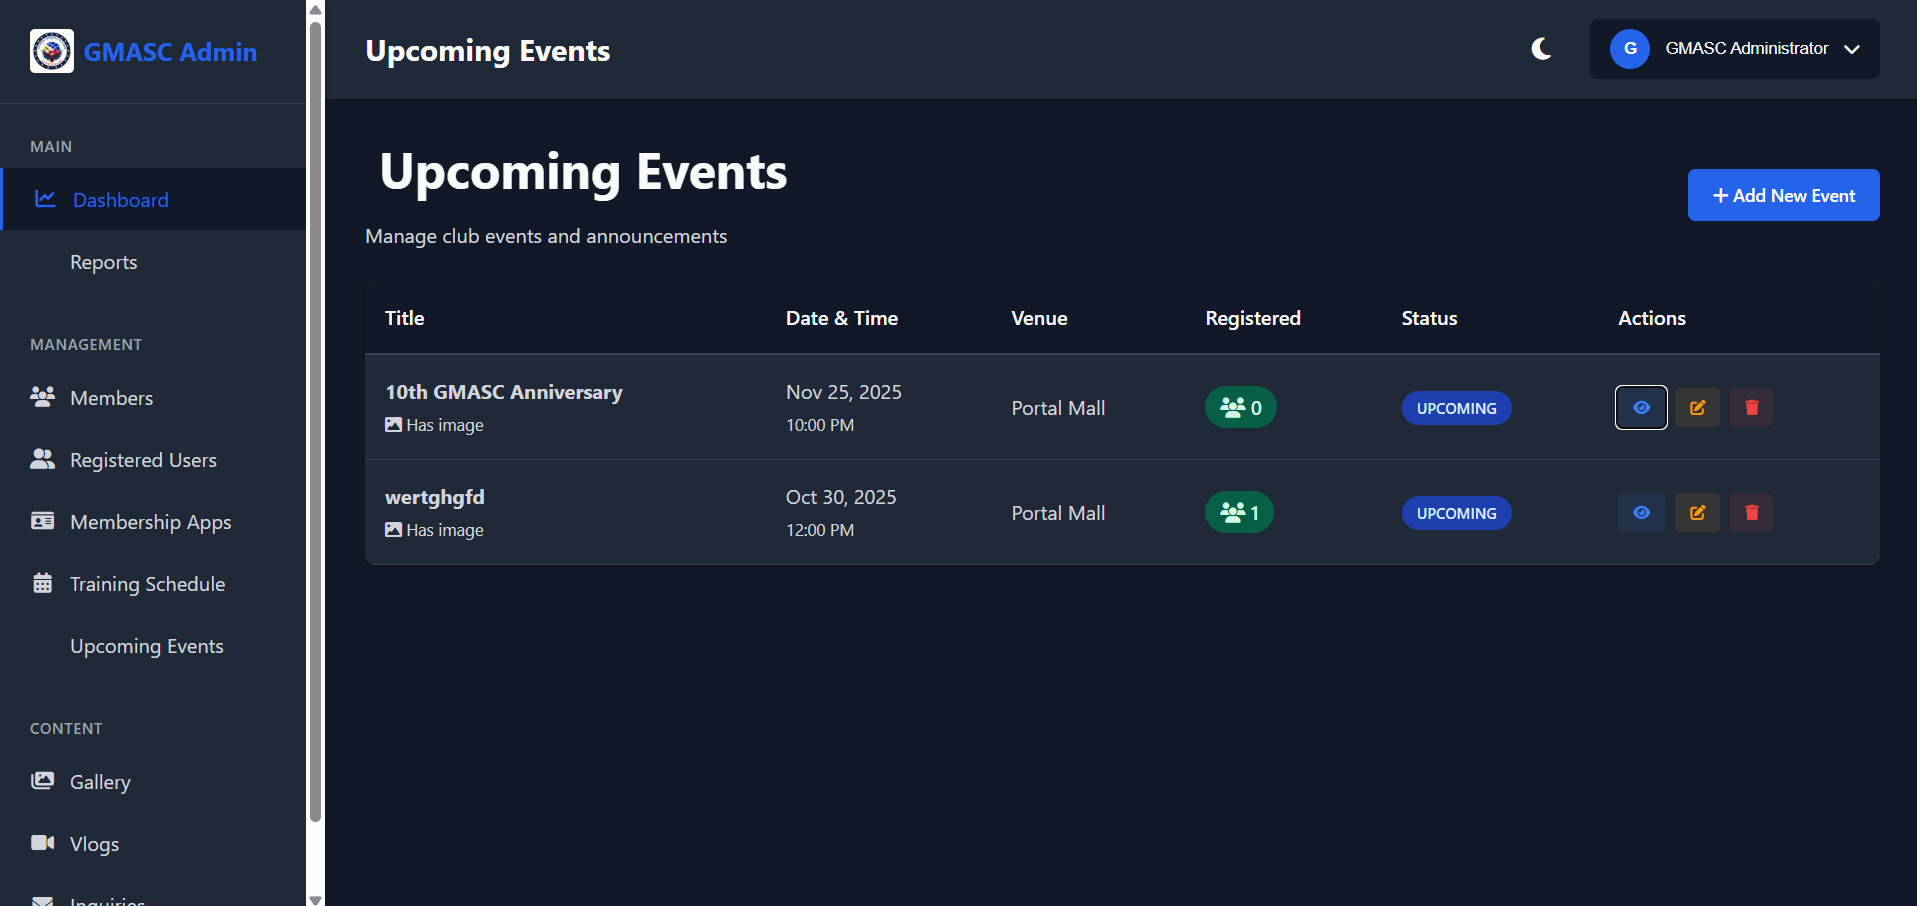 GMASC Admin
MAIN
Dashboard
Reports
MANAGEMENT
Members
Registered Users
Membership Apps
Training Schedule
Upcoming Events
CONTENT
Gallery
Vlogs
Inquiries
Upcoming Events
G GMASC Administrator
Upcoming Events
Manage club events and announcements
+ Add New Event
Title Date & Time Venue Registered Status Actions
10th GMASC Anniversary Nov 25, 2025 Portal Mall 0 UPCOMING
Has image 10:00 PM
wertghgfd Oct 30, 2025 Portal Mall 1 UPCOMING
Has image 12:00 PM